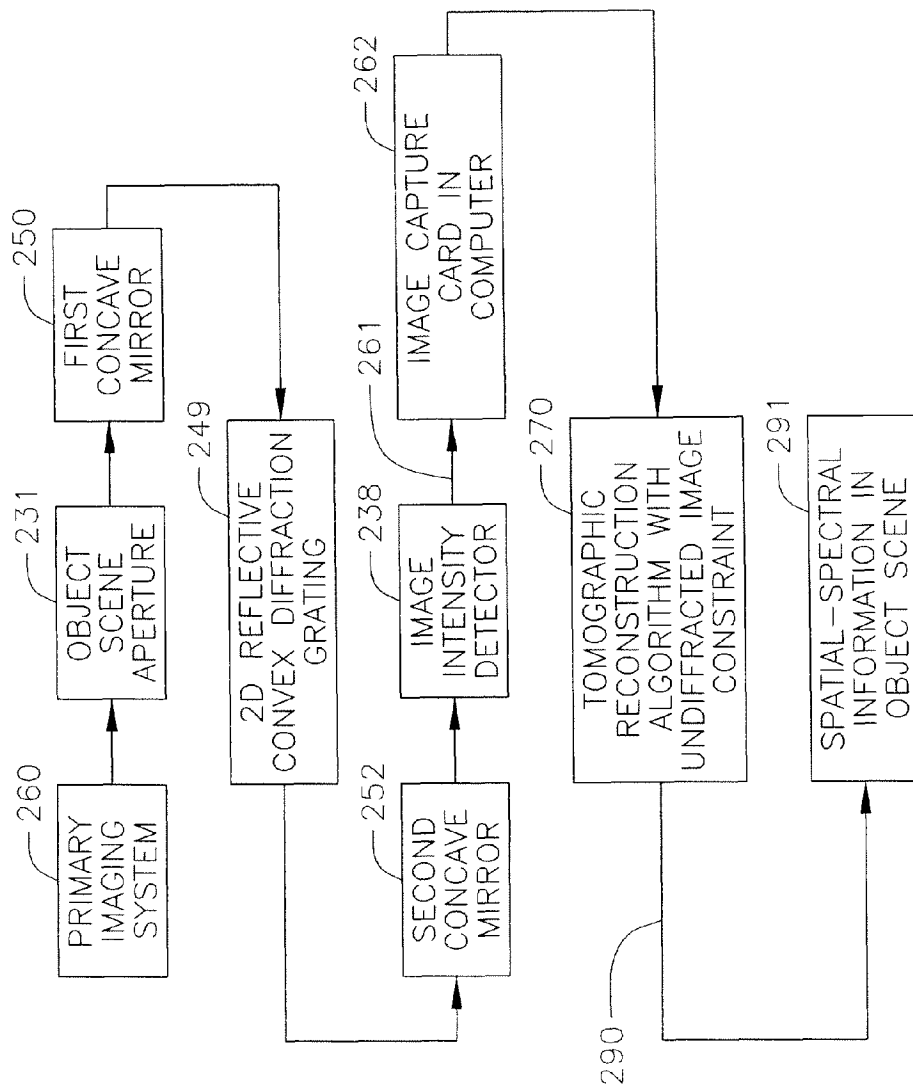 260
PRIMARY
IMAGING
SYSTEM
231
OBJECT
SCENE
APERTURE
250
FIRST
CONCAVE
MIRROR
249
2D REFLECTIVE
CONVEX DIFFRACTION
GRATING
252
SECOND
CONCAVE
MIRROR
238
IMAGE
INTENSITY
DETECTOR
261
262
IMAGE CAPTURE
CARD IN
COMPUTER
270
TOMOGRAPHIC
RECONSTRUCTION
ALGORITHM WITH
UNDIFFRACTED IMAGE
CONSTRAINT
290
291
SPATIAL-SPECTRAL
INFORMATION IN
OBJECT SCENE